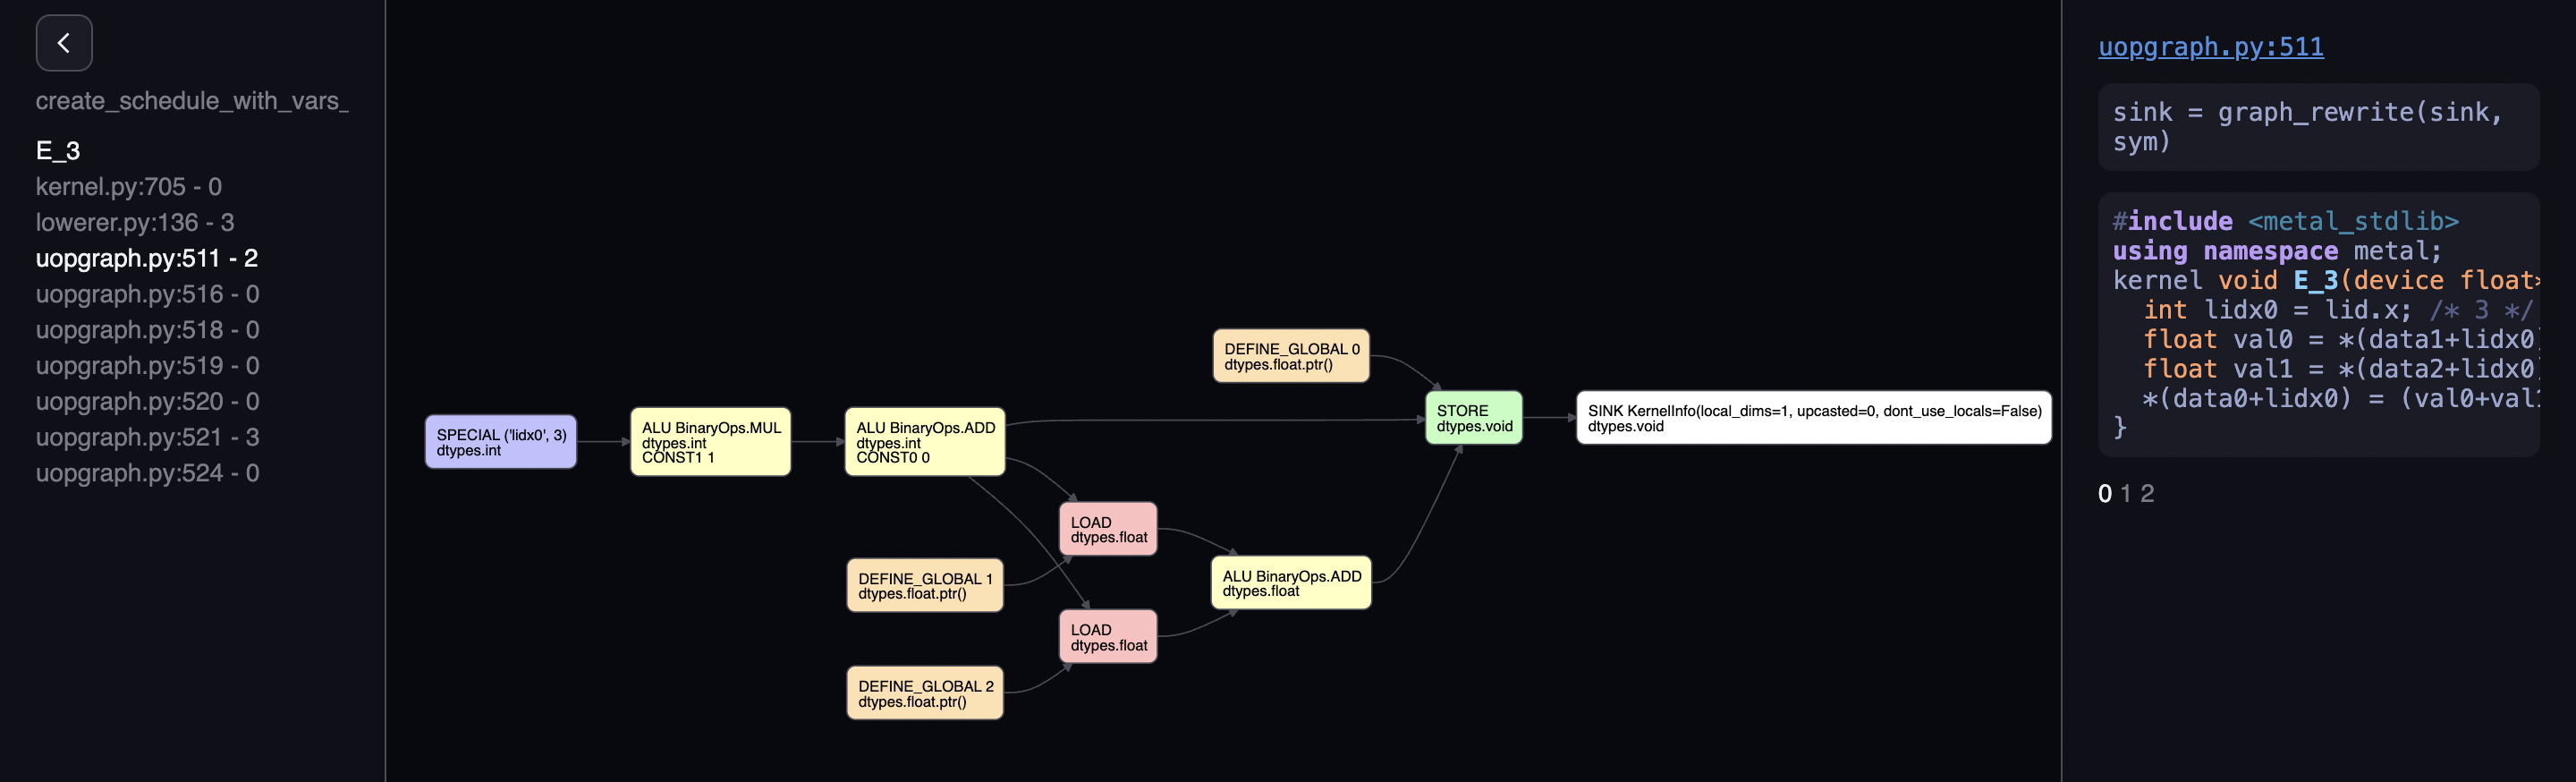 create_schedule_with_vars_
E_3
kernel.py:705 - 0
lowerer.py:136 - 3
uopgraph.py:511 - 2
uopgraph.py:516 - 0
uopgraph.py:518 - 0
uopgraph.py:519 - 0
uopgraph.py:520 - 0
uopgraph.py:521 - 3
uopgraph.py:524 - 0
SPECIAL ('lidx0', 3)
dtypes.int
ALU BinaryOps.MUL
dtypes.int
CONST1 1
ALU BinaryOps.ADD
dtypes.int
CONST0 0
DEFINE_GLOBAL 0
dtypes.float.ptr()
STORE
dtypes.void
SINK KernelInfo(local_dims=1, upcasted=0, dont_use_locals=False)
dtypes.void
LOAD
dtypes.float
DEFINE_GLOBAL 1
dtypes.float.ptr()
ALU BinaryOps.ADD
dtypes.float
LOAD
dtypes.float
DEFINE_GLOBAL 2
dtypes.float.ptr()
uopgraph.py:511
sink = graph_rewrite(sink,
sym)
#include <metal_stdlib>
using namespace metal;
kernel void E_3(device float*
  int lidx0 = lid.x; /* 3 */
  float val0 = *(data1+lidx0)
  float val1 = *(data2+lidx0)
  *(data0+lidx0) = (val0+val1
}
0 1 2